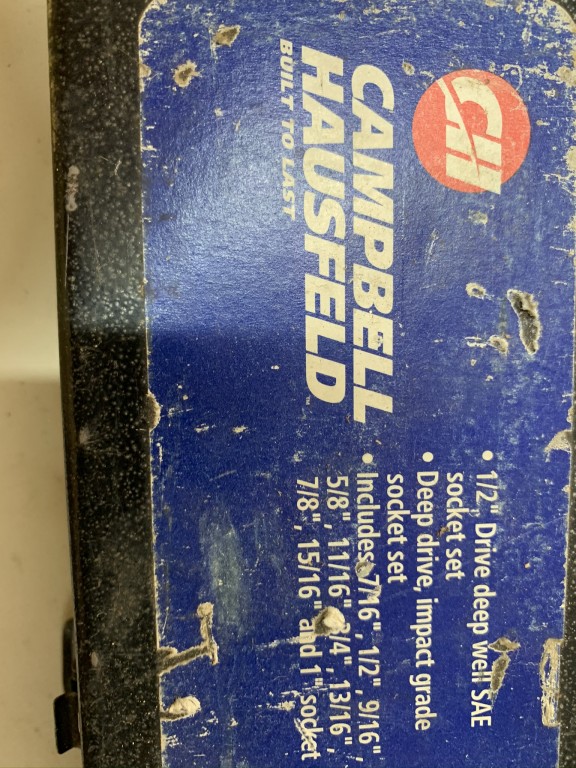 CH
CAMPBELL
HAUSFELD™
BUILT TO LAST
• 1/2", Drive deep well SAE
socket set
• Deep drive, impact grade
socket set
• Includes 7/16", 1/2", 9/16",
5/8", 11/16", 3/4", 13/16",
7/8", 15/16" and 1" socket